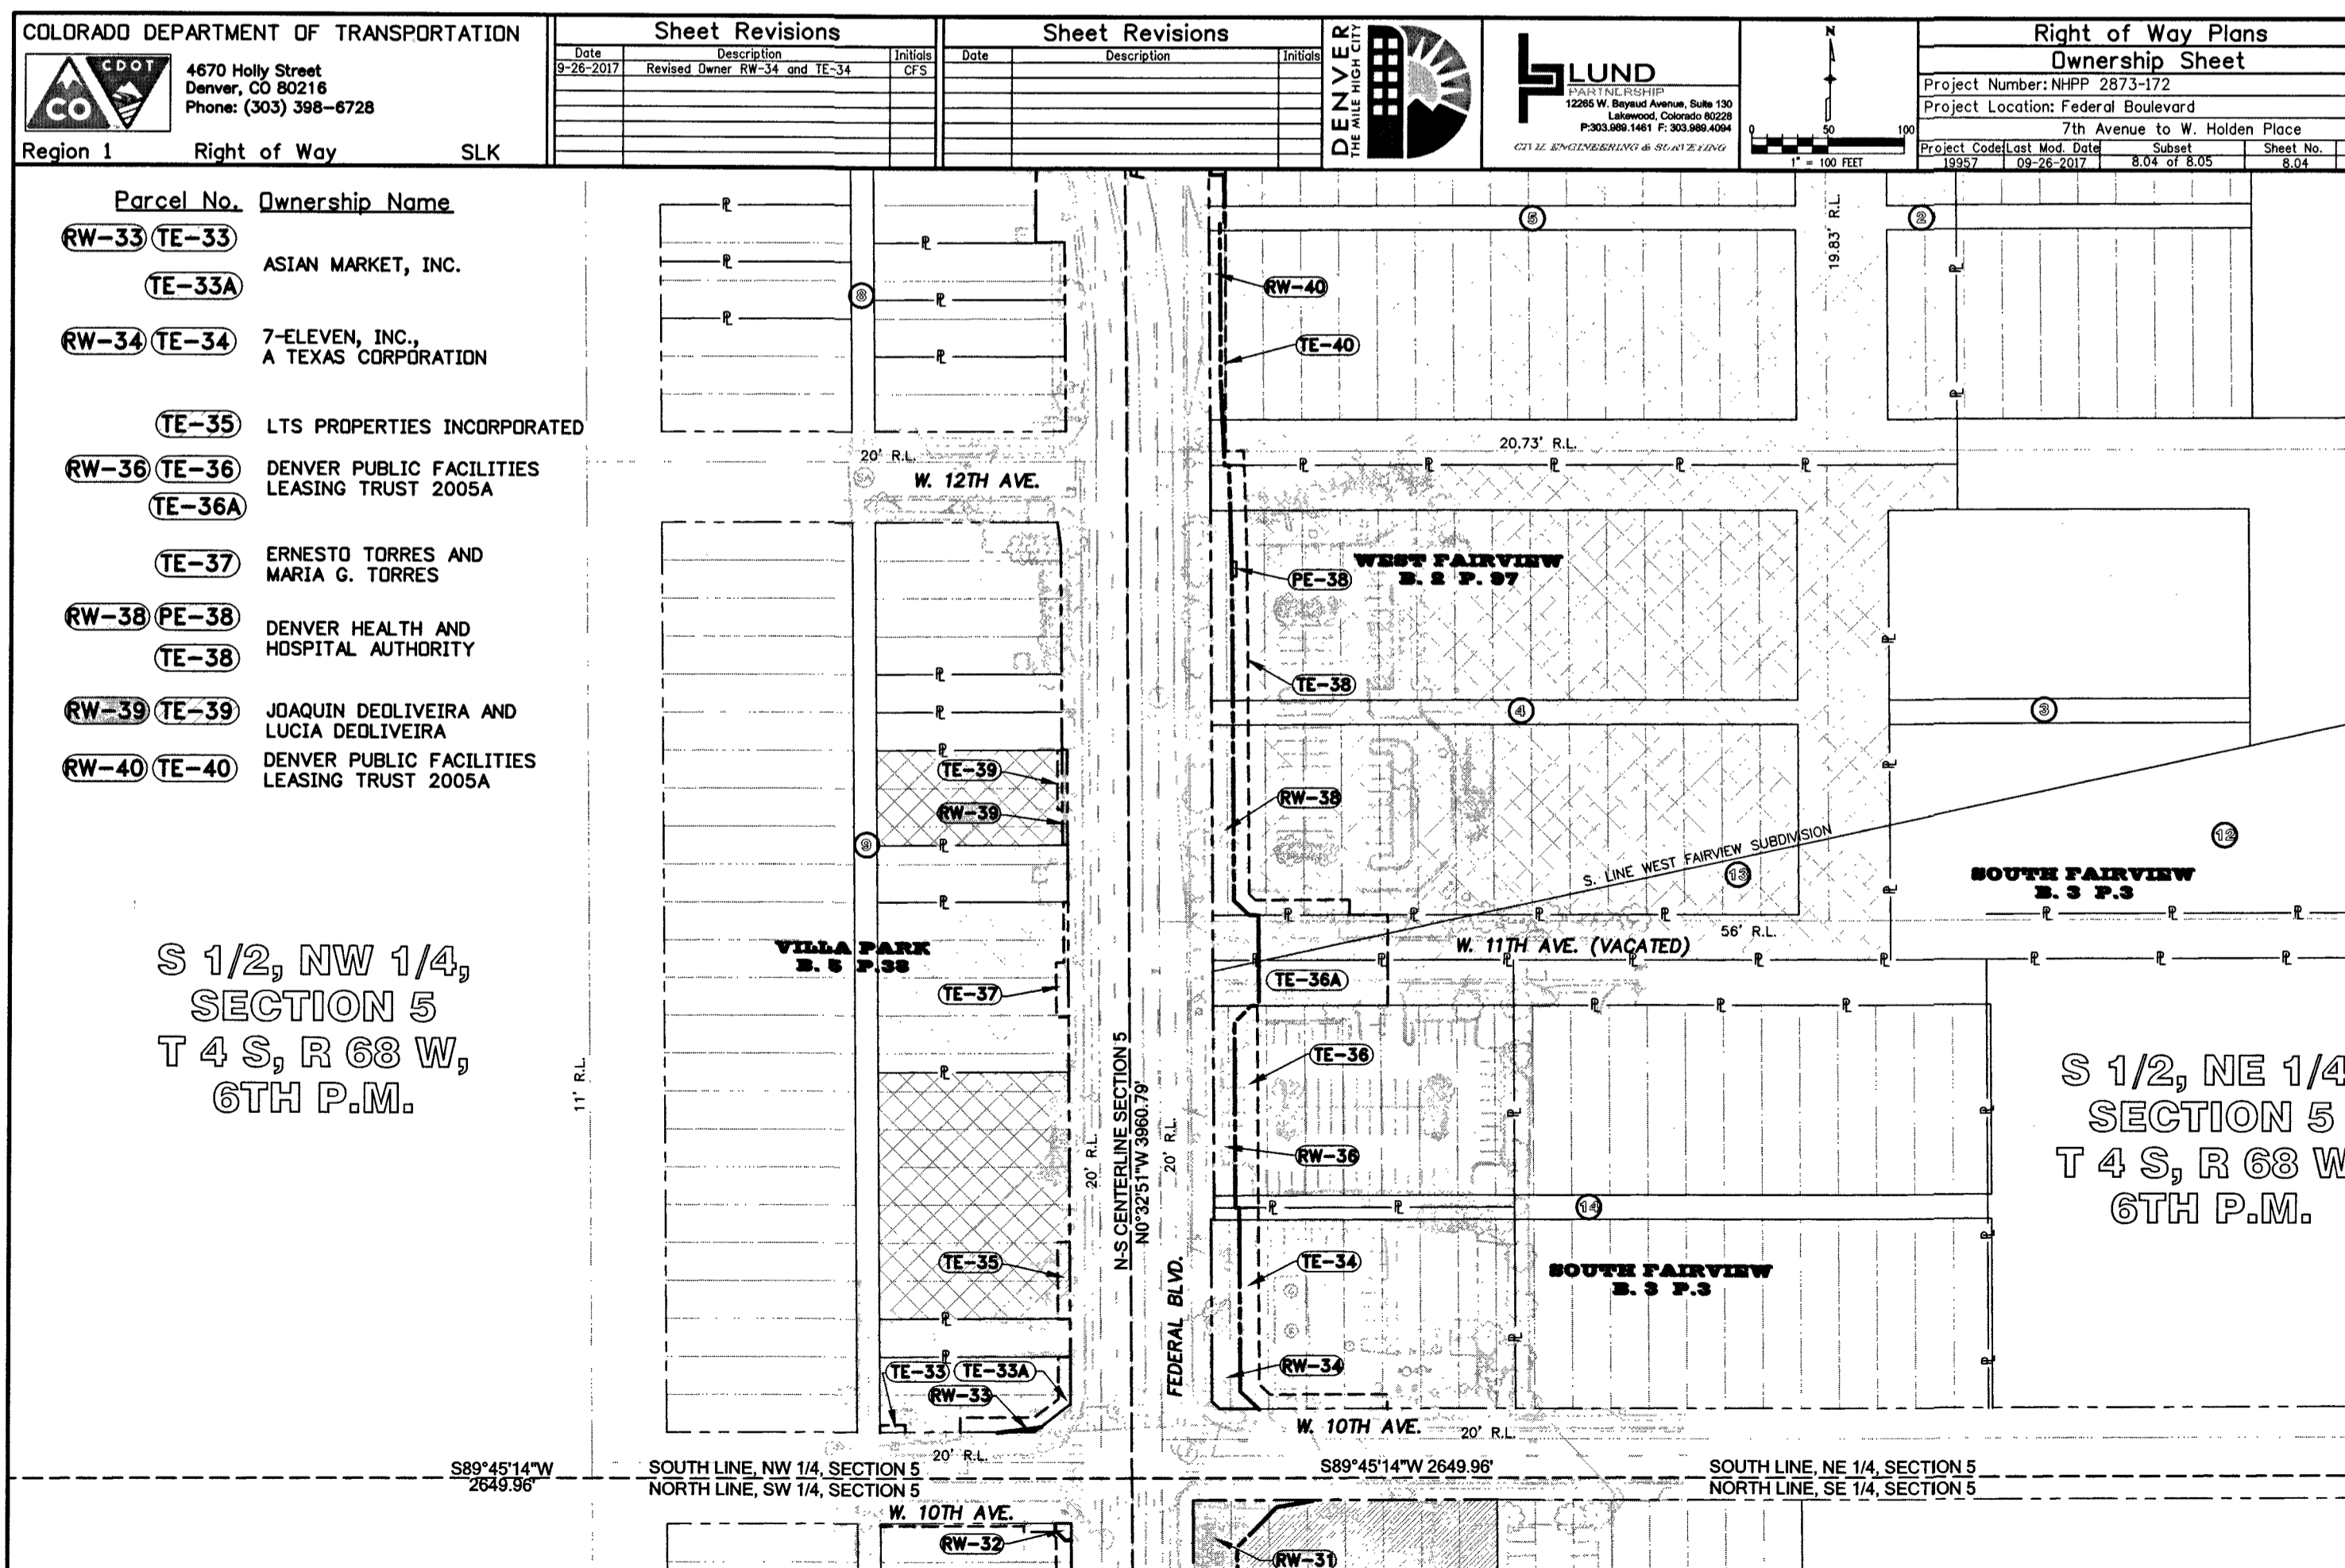 COLORADO DEPARTMENT OF TRANSPORTATION
CDOT
CO
4670 Holly Street
Denver, CO 80216
Phone: (303) 398-6728
Region 1 Right of Way SLK
Sheet Revisions
Date Description Initials
9-26-2017 Revised Owner RW-34 and TE-34 CFS
Sheet Revisions
Date Description Initials
DENVER
THE MILE HIGH CITY
LUND
PARTNERSHIP
12265 W. Bayaud Avenue, Suite 130
Lakewood, Colorado 80228
P:303.989.1461 F: 303.989.4094
CIVIL ENGINEERING & SURVEYING
N
0 50 100
1" = 100 FEET
Right of Way Plans
Ownership Sheet
Project Number: NHPP 2873-172
Project Location: Federal Boulevard
7th Avenue to W. Holden Place
Project Code Last Mod. Date Subset Sheet No.
19957 09-26-2017 8.04 of 8.05 8.04
Parcel No. Ownership Name
RW-33 TE-33
TE-33A
ASIAN MARKET, INC.
RW-34 TE-34
7-ELEVEN, INC.,
A TEXAS CORPORATION
TE-35 LTS PROPERTIES INCORPORATED
RW-36 TE-36
TE-36A
DENVER PUBLIC FACILITIES
LEASING TRUST 2005A
TE-37
ERNESTO TORRES AND
MARIA G. TORRES
RW-38 PE-38
TE-38
DENVER HEALTH AND
HOSPITAL AUTHORITY
RW-39 TE-39
JOAQUIN DEOLIVEIRA AND
LUCIA DEOLIVEIRA
RW-40 TE-40
DENVER PUBLIC FACILITIES
LEASING TRUST 2005A
S 1/2, NW 1/4,
SECTION 5
T 4 S, R 68 W,
6TH P.M.
11' R.L.
8
9
20' R.L.
W. 12TH AVE.
TE-39
RW-39
VILLA PARK
B. 5 P.38
TE-37
TE-35
TE-33 TE-33A
RW-33
20' R.L.
20' R.L.
N-S CENTERLINE SECTION 5
N0°32'51"W 3960.79'
20' R.L.
FEDERAL BLVD.
5
2
19.83' R.L.
RW-40
TE-40
20.73' R.L.
WEST FAIRVIEW
B. 2 P. 97
PE-38
TE-38
4
3
RW-38
S. LINE WEST FAIRVIEW SUBDIVISION
13
12
SOUTH FAIRVIEW
B. 3 P.3
56' R.L.
W. 11TH AVE. (VACATED)
TE-36A
TE-36
RW-36
14
TE-34
SOUTH FAIRVIEW
B. 3 P.3
RW-34
W. 10TH AVE. 20' R.L.
S 1/2, NE 1/4
SECTION 5
T 4 S, R 68 W
6TH P.M.
S89°45'14"W
2649.96'
SOUTH LINE, NW 1/4, SECTION 5
NORTH LINE, SW 1/4, SECTION 5
S89°45'14"W 2649.96'
SOUTH LINE, NE 1/4, SECTION 5
NORTH LINE, SE 1/4, SECTION 5
W. 10TH AVE.
RW-32
RW-31